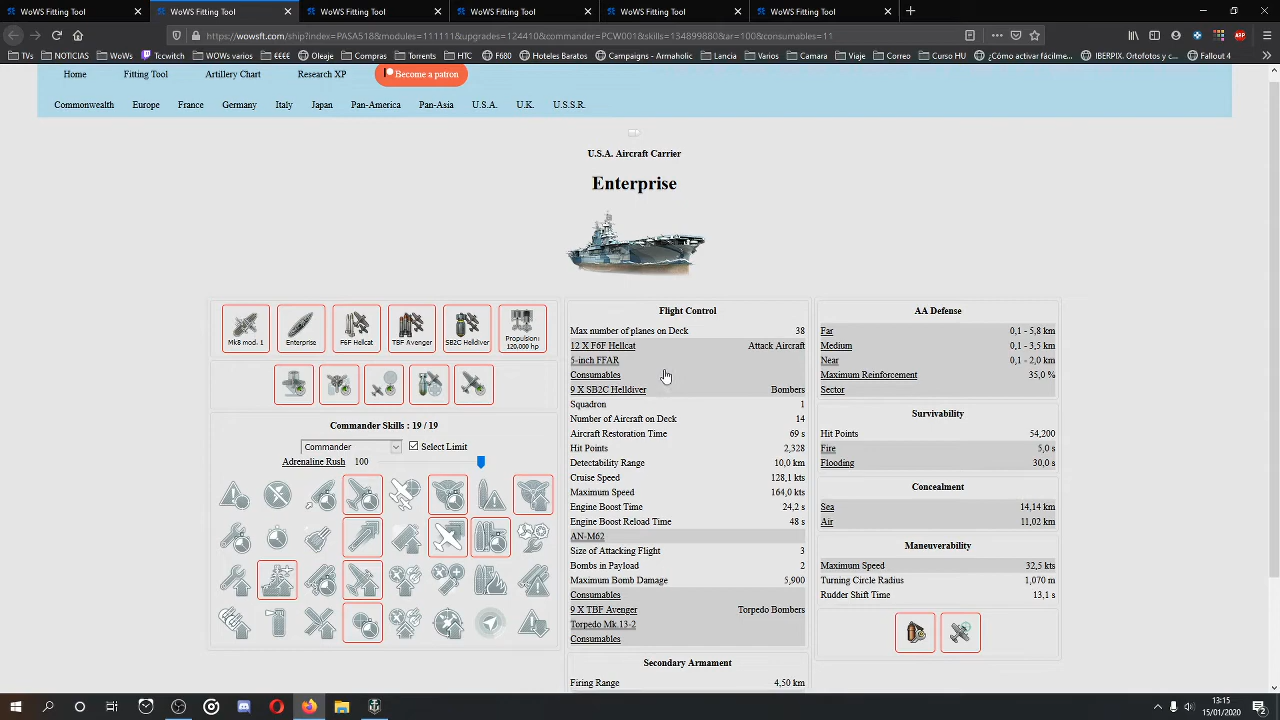 WoWS Fitting Tool
WoWS Fitting Tool
WoWS Fitting Tool
WoWS Fitting Tool
WoWS Fitting Tool
WoWS Fitting Tool
https://wowsft.com/ship?index=PASA518&modules=111111&upgrades=124410&commander=PCW001&skills=134899880&ar=100&consumables=11
TVs NOTICIAS WoWs Tccwitch WoWS varios €€€€ Oleaje Compras Torrents HTC F680 Hoteles Baratos Campaigns - Armaholic Lancia Varios Camara Viaje Correo Curso HU ¿Cómo activar fácilme... IBERPIX. Ortofotos y c... Fallout 4
Home Fitting Tool Artillery Chart Research XP Become a patron
Commonwealth Europe France Germany Italy Japan Pan-America Pan-Asia U.S.A. U.K. U.S.S.R.
U.S.A. Aircraft Carrier
Enterprise
Mk8 mod. 1 Enterprise F6F Hellcat TBF Avenger SB2C Helldiver Propulsion: 120,000 hp
Commander Skills : 19 / 19
Commander Select Limit
Adrenaline Rush 100
Flight Control
Max number of planes on Deck 38
12 X F6F Hellcat Attack Aircraft
5-inch FFAR
Consumables
9 X SB2C Helldiver Bombers
Squadron 1
Number of Aircraft on Deck 14
Aircraft Restoration Time 69 s
Hit Points 2,328
Detectability Range 10,0 km
Cruise Speed 128,1 kts
Maximum Speed 164,0 kts
Engine Boost Time 24,2 s
Engine Boost Reload Time 48 s
AN-M62
Size of Attacking Flight 3
Bombs in Payload 2
Maximum Bomb Damage 5,900
Consumables
9 X TBF Avenger Torpedo Bombers
Torpedo Mk.13-2
Consumables
Secondary Armament
Firing Range 4,50 km
AA Defense
Far 0,1 - 5,8 km
Medium 0,1 - 3,5 km
Near 0,1 - 2,0 km
Maximum Reinforcement 35,0 %
Sector
Survivability
Hit Points 54,200
Fire 5,0 s
Flooding 30,0 s
Concealment
Sea 14,14 km
Air 11,02 km
Maneuverability
Maximum Speed 32,5 kts
Turning Circle Radius 1,070 m
Rudder Shift Time 13,1 s
13:15
15/01/2020
2